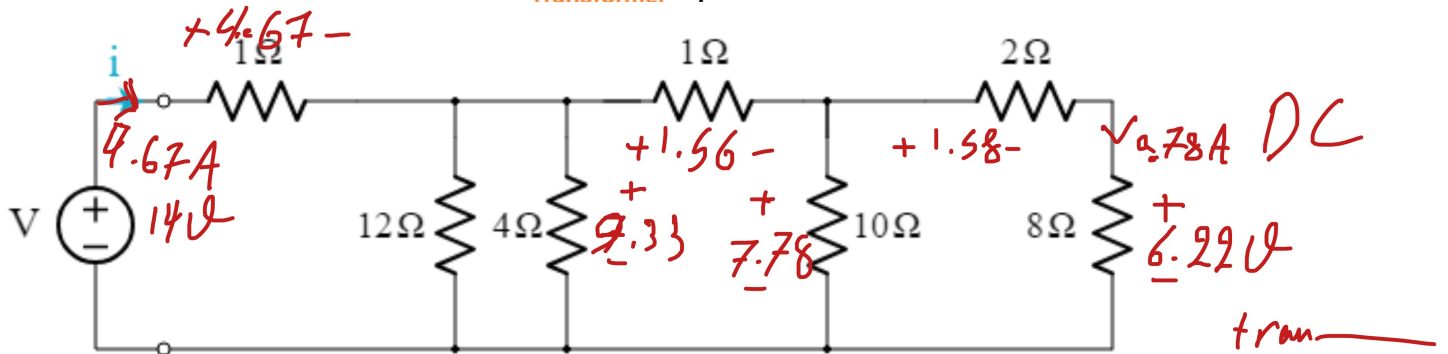 +4.67-
i 1Ω 1Ω 2Ω
4.67A +1.56- +1.58- 0.78A DC
V 14v 12Ω 4Ω + 9.33 + 7.78 10Ω 8Ω + 6.22v
tran